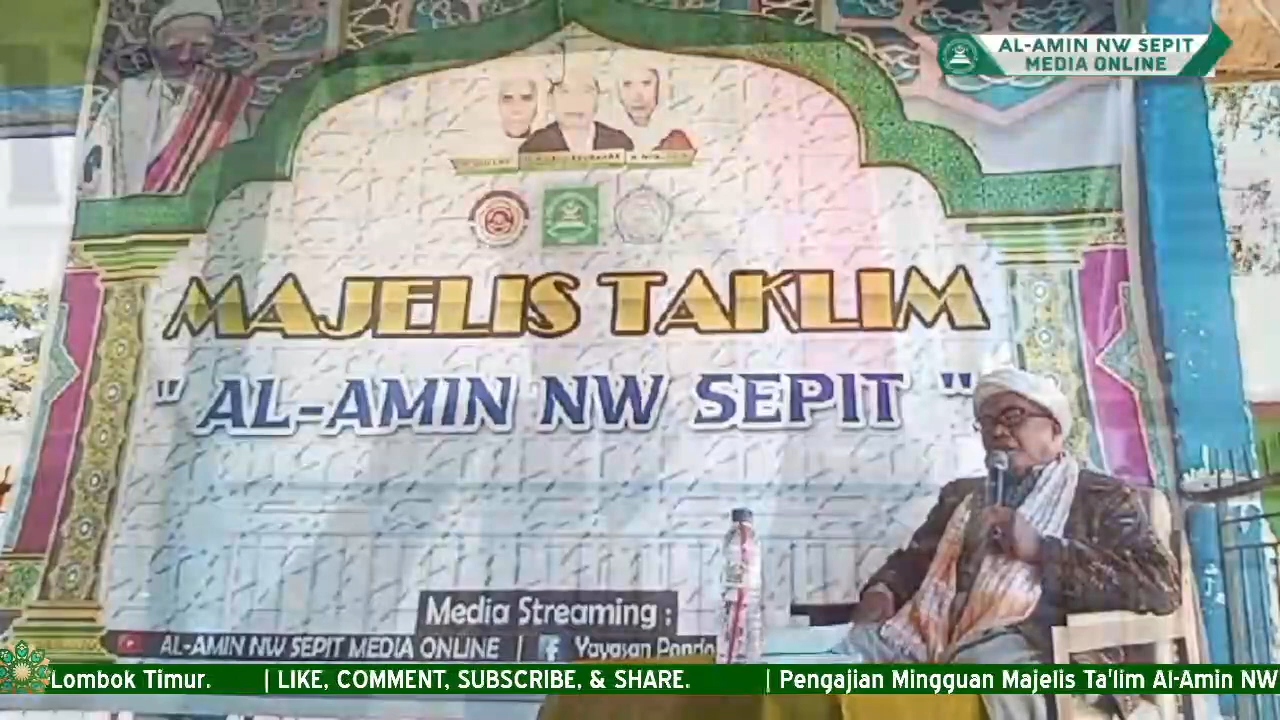 AL-AMIN NW SEPIT
MEDIA ONLINE
MAJELIS TAKLIM
" AL-AMIN NW SEPIT "
Media Streaming :
AL-AMIN NW SEPIT MEDIA ONLINE | Yayasan Pondo
Lombok Timur. | LIKE, COMMENT, SUBSCRIBE, & SHARE. | Pengajian Mingguan Majelis Ta'lim Al-Amin NW